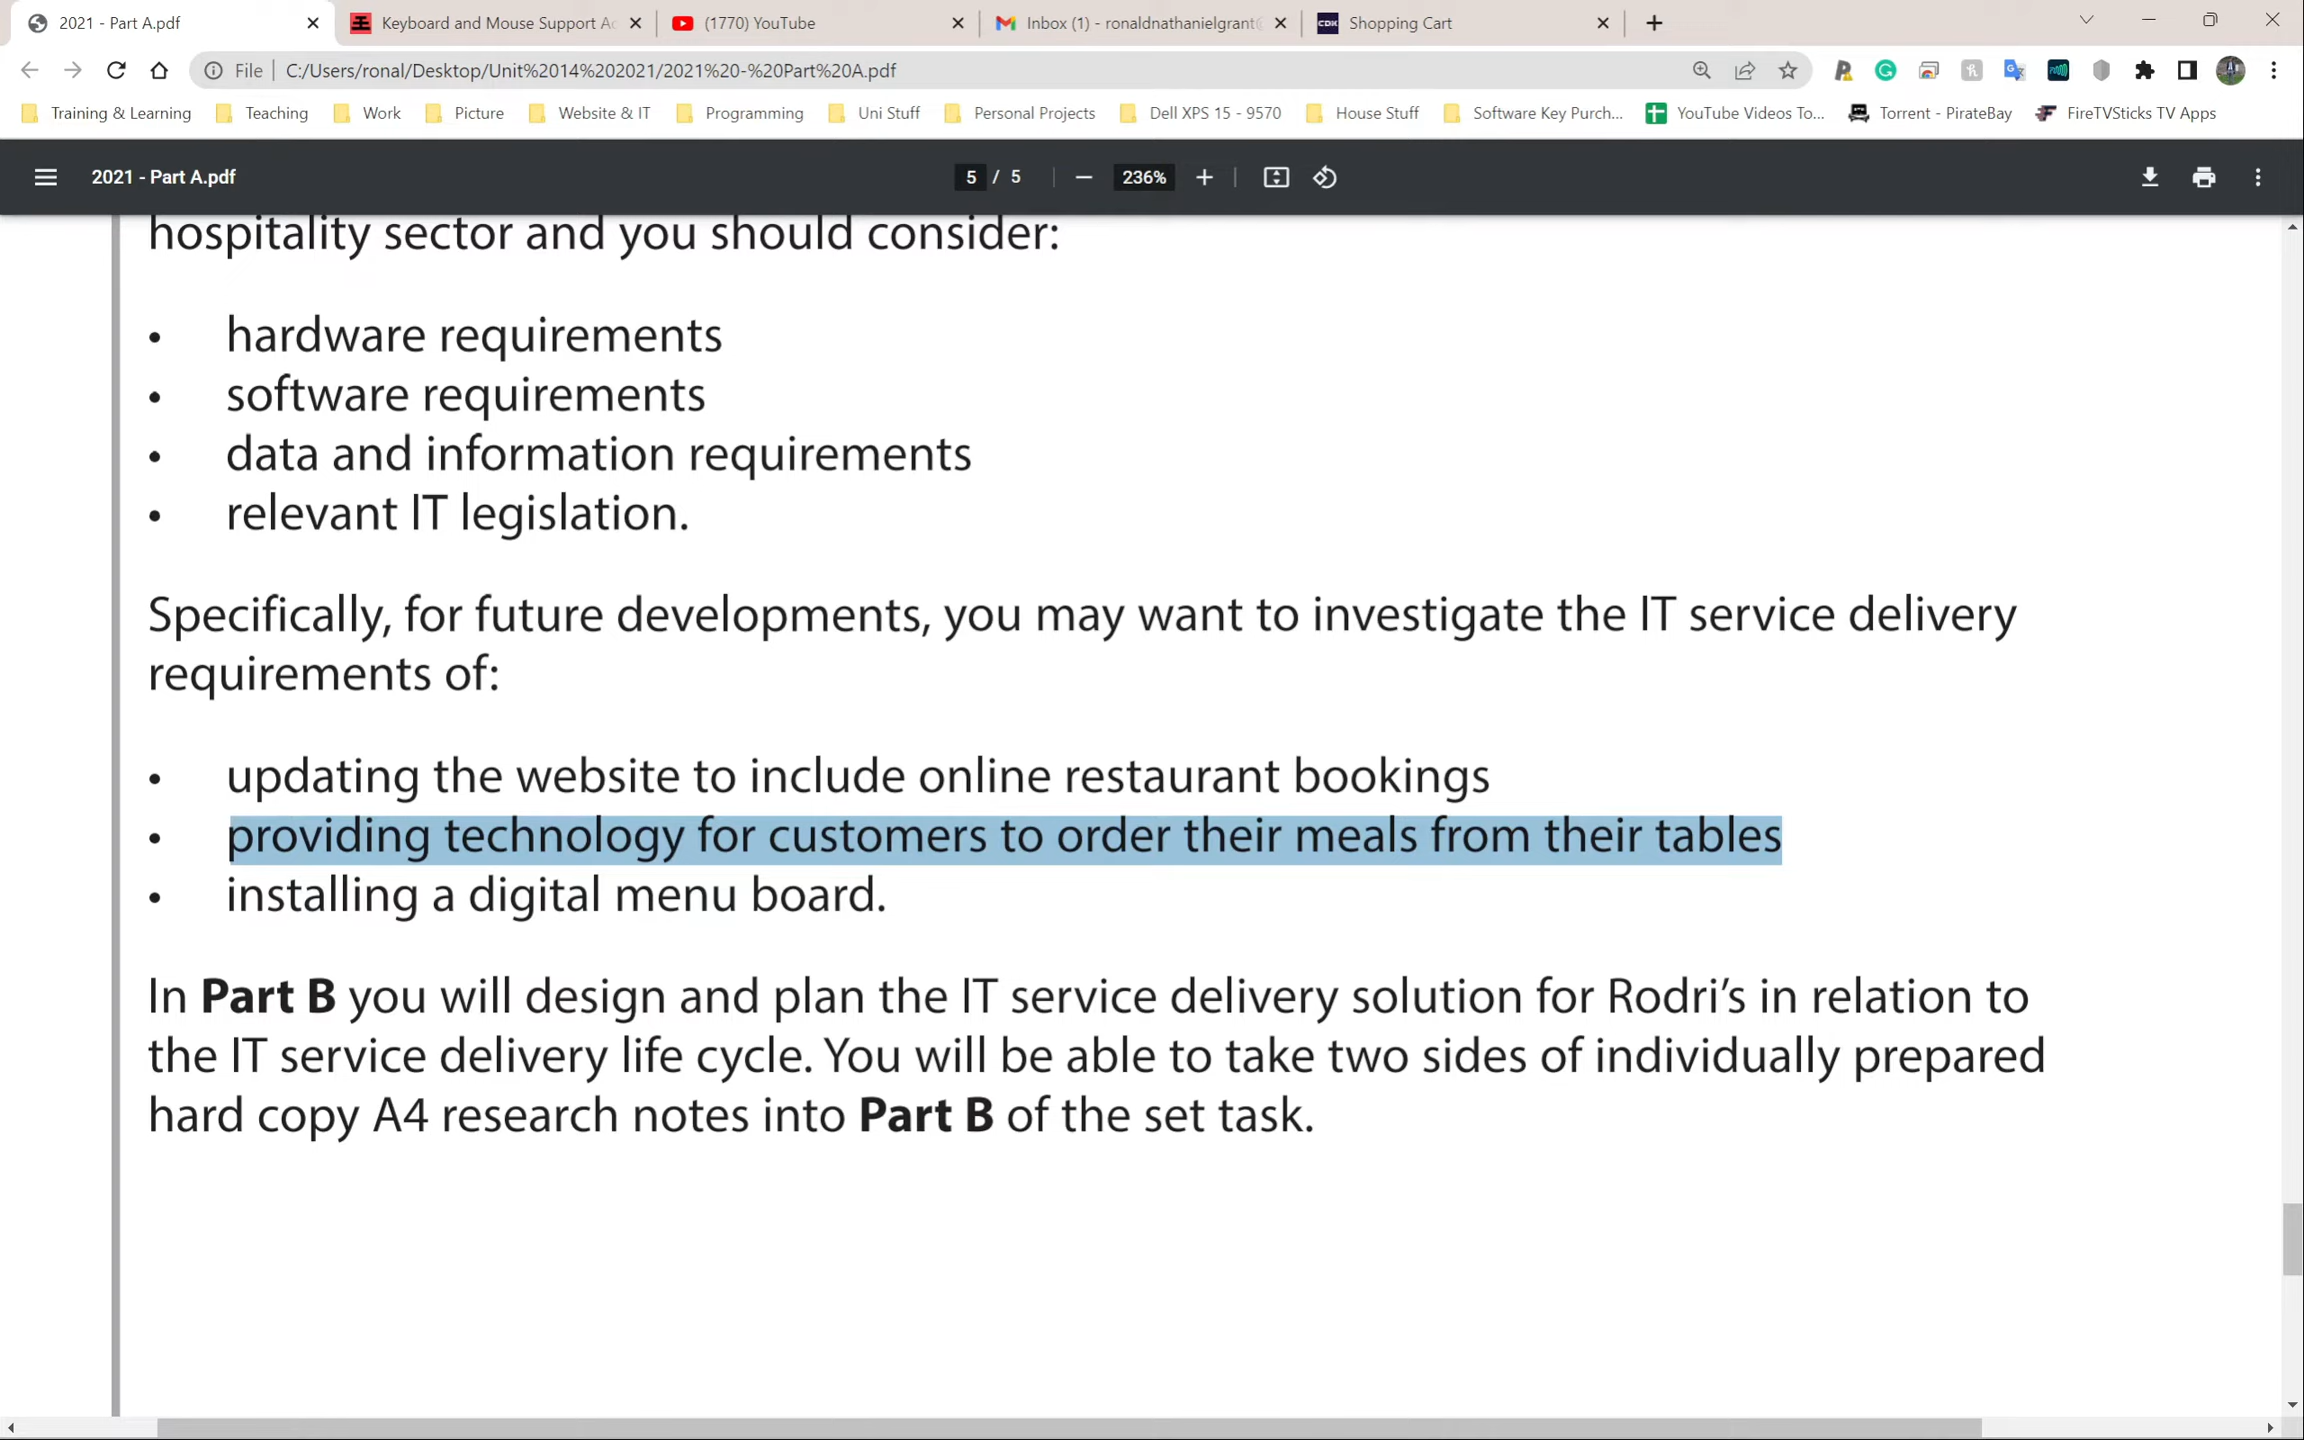 2021 - Part A.pdf
Keyboard and Mouse Support Ac
(1770) YouTube
Inbox (1) - ronaldnathanielgrant
CDK Shopping Cart
File C:/Users/ronal/Desktop/Unit%2014%202021/2021%20-%20Part%20A.pdf
Training & Learning
Teaching
Work
Picture
Website & IT
Programming
Uni Stuff
Personal Projects
Dell XPS 15 - 9570
House Stuff
Software Key Purch...
YouTube Videos To...
Torrent - PirateBay
FireTVSticks TV Apps
2021 - Part A.pdf
5 / 5
236%
hospitality sector and you should consider:
• hardware requirements
• software requirements
• data and information requirements
• relevant IT legislation.
Specifically, for future developments, you may want to investigate the IT service delivery
requirements of:
• updating the website to include online restaurant bookings
• providing technology for customers to order their meals from their tables
• installing a digital menu board.
In Part B you will design and plan the IT service delivery solution for Rodri’s in relation to
the IT service delivery life cycle. You will be able to take two sides of individually prepared
hard copy A4 research notes into Part B of the set task.